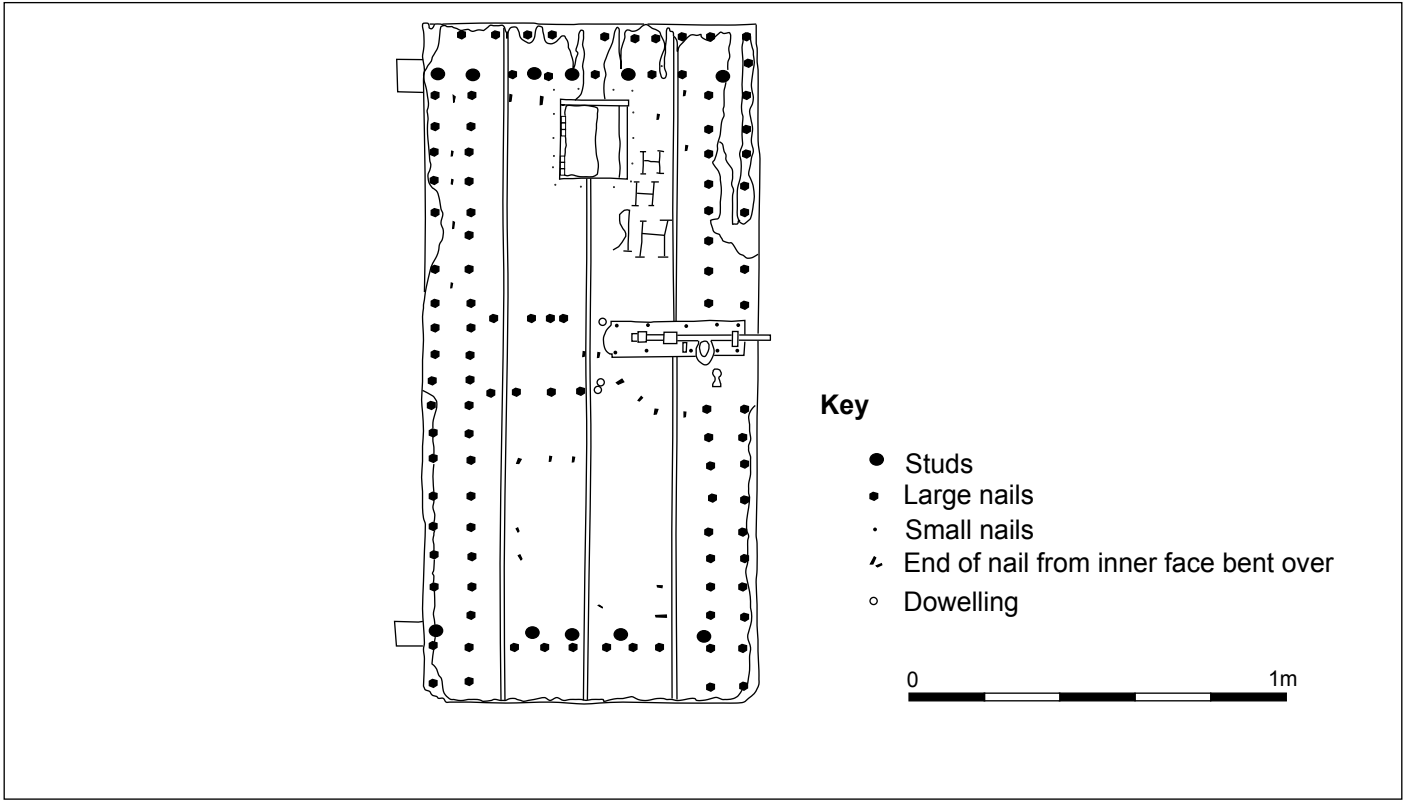 H
H
H
Key
Studs
Large nails
Small nails
End of nail from inner face bent over
Dowelling
0 1m